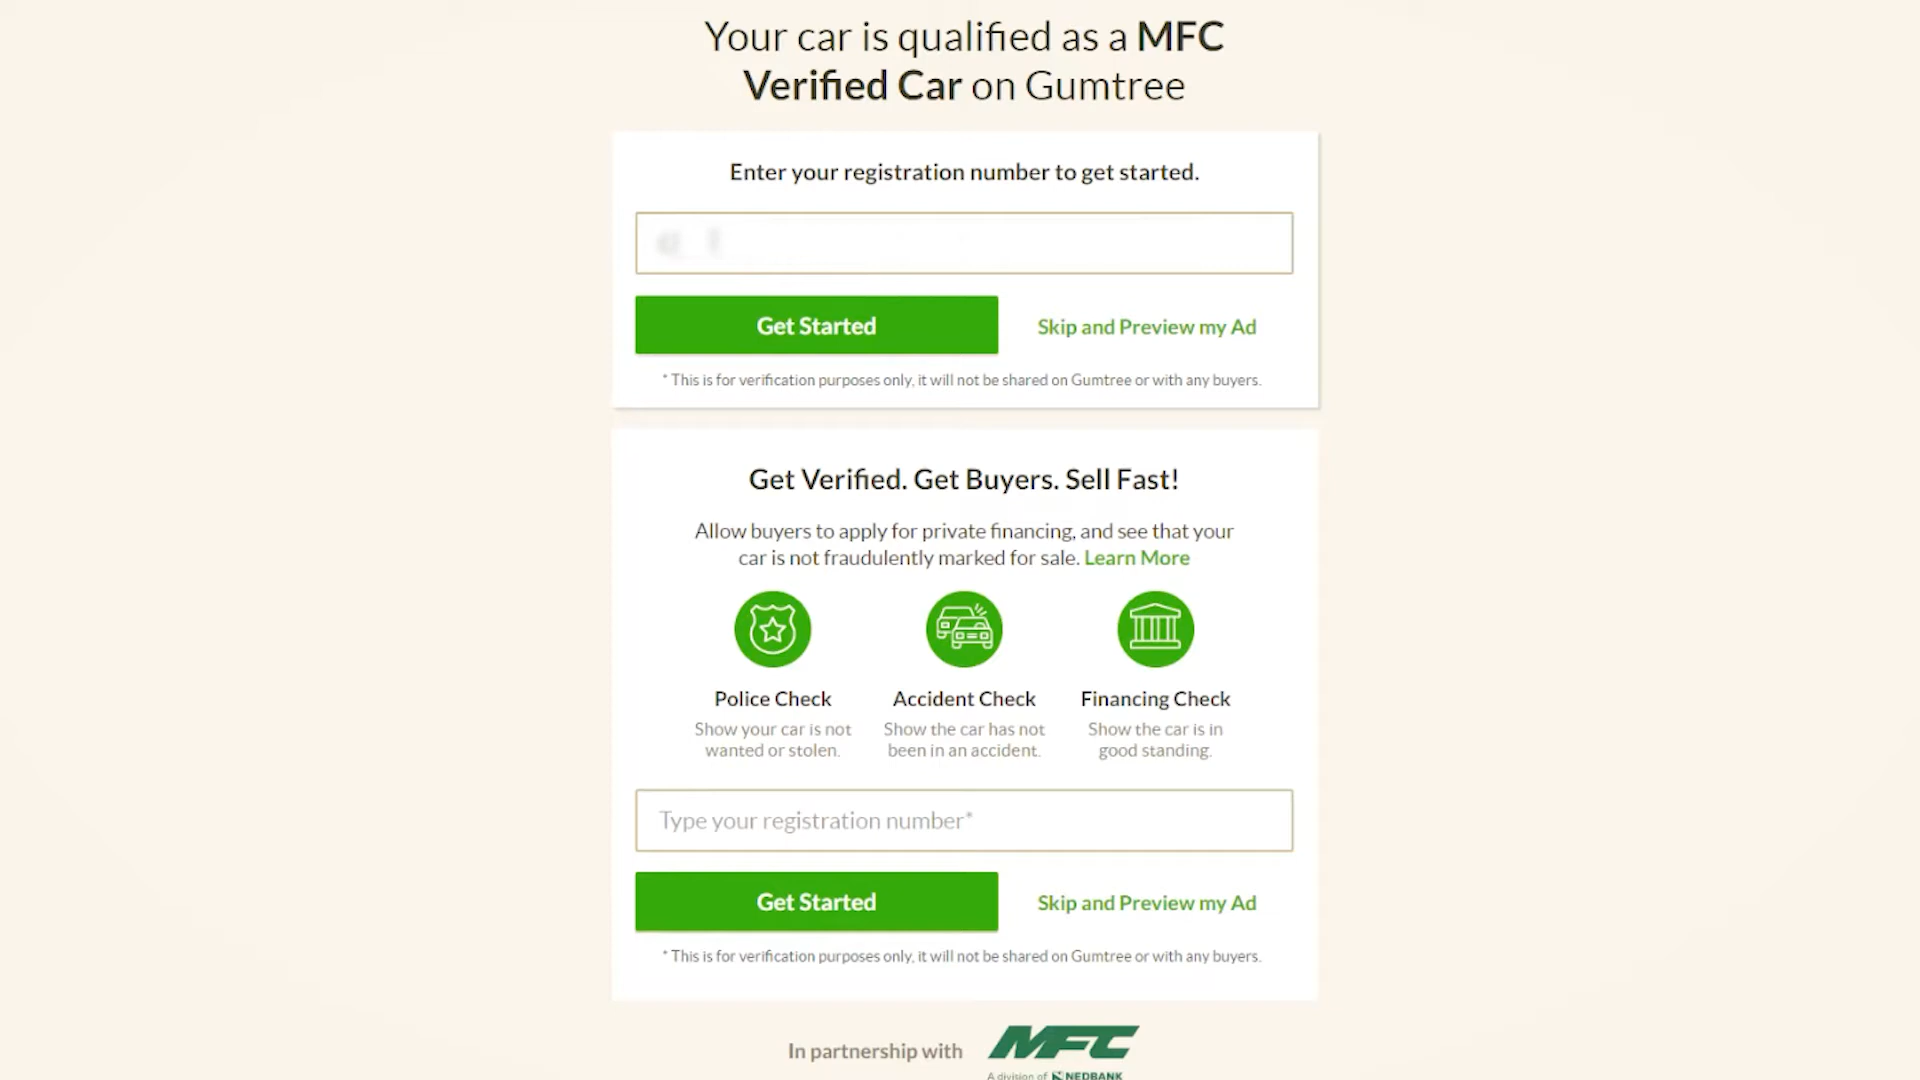 Your car is qualified as a MFC
Verified Car on Gumtree
Enter your registration number to get started.
Get Started
Skip and Preview my Ad
* This is for verification purposes only, it will not be shared on Gumtree or with any buyers.
Get Verified. Get Buyers. Sell Fast!
Allow buyers to apply for private financing, and see that your
car is not fraudulently marked for sale. Learn More
Police Check
Show your car is not
wanted or stolen.
Accident Check
Show the car has not
been in an accident.
Financing Check
Show the car is in
good standing.
Type your registration number*
Get Started
Skip and Preview my Ad
* This is for verification purposes only, it will not be shared on Gumtree or with any buyers.
In partnership with
MFC
A division of NEDBANK